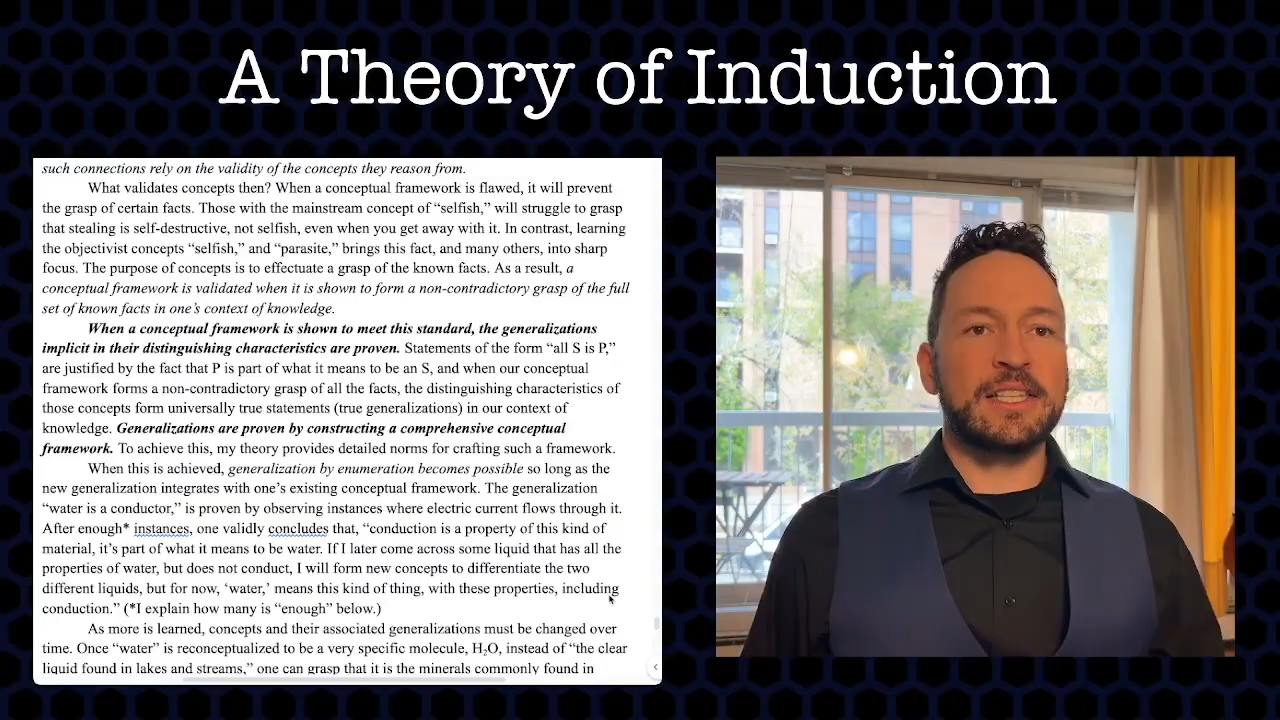 A Theory of Induction
such connections rely on the validity of the concepts they reason from.
What validates concepts then? When a conceptual framework is flawed, it will prevent
the grasp of certain facts. Those with the mainstream concept of “selfish,” will struggle to grasp
that stealing is self-destructive, not selfish, even when you get away with it. In contrast, learning
the objectivist concepts “selfish,” and “parasite,” brings this fact, and many others, into sharp
focus. The purpose of concepts is to effectuate a grasp of the known facts. As a result, a
conceptual framework is validated when it is shown to form a non-contradictory grasp of the full
set of known facts in one’s context of knowledge.
When a conceptual framework is shown to meet this standard, the generalizations
implicit in their distinguishing characteristics are proven. Statements of the form “all S is P,”
are justified by the fact that P is part of what it means to be an S, and when our conceptual
framework forms a non-contradictory grasp of all the facts, the distinguishing characteristics of
those concepts form universally true statements (true generalizations) in our context of
knowledge. Generalizations are proven by constructing a comprehensive conceptual
framework. To achieve this, my theory provides detailed norms for crafting such a framework.
When this is achieved, generalization by enumeration becomes possible so long as the
new generalization integrates with one’s existing conceptual framework. The generalization
“water is a conductor,” is proven by observing instances where electric current flows through it.
After enough* instances, one validly concludes that, “conduction is a property of this kind of
material, it’s part of what it means to be water. If I later come across some liquid that has all the
properties of water, but does not conduct, I will form new concepts to differentiate the two
different liquids, but for now, ‘water,’ means this kind of thing, with these properties, including
conduction.” (*I explain how many is “enough” below.)
As more is learned, concepts and their associated generalizations must be changed over
time. Once “water” is reconceptualized to be a very specific molecule, H₂O, instead of “the clear
liquid found in lakes and streams,” one can grasp that it is the minerals commonly found in